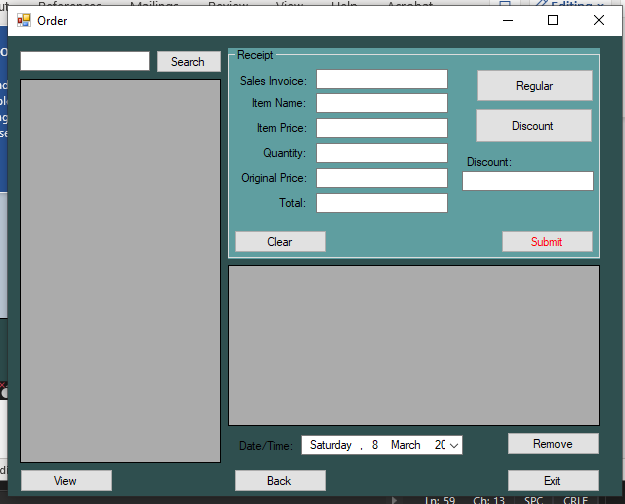 References Mailings Review View Help Acrobat Editing
Order
Search
Receipt
Sales Invoice:
Item Name:
Item Price:
Quantity:
Original Price:
Total:
Regular
Discount
Discount:
Clear
Submit
Date/Time: Saturday , 8 March
Remove
View
Back
Exit
Ln: 59 Ch: 13 SPC CRLF